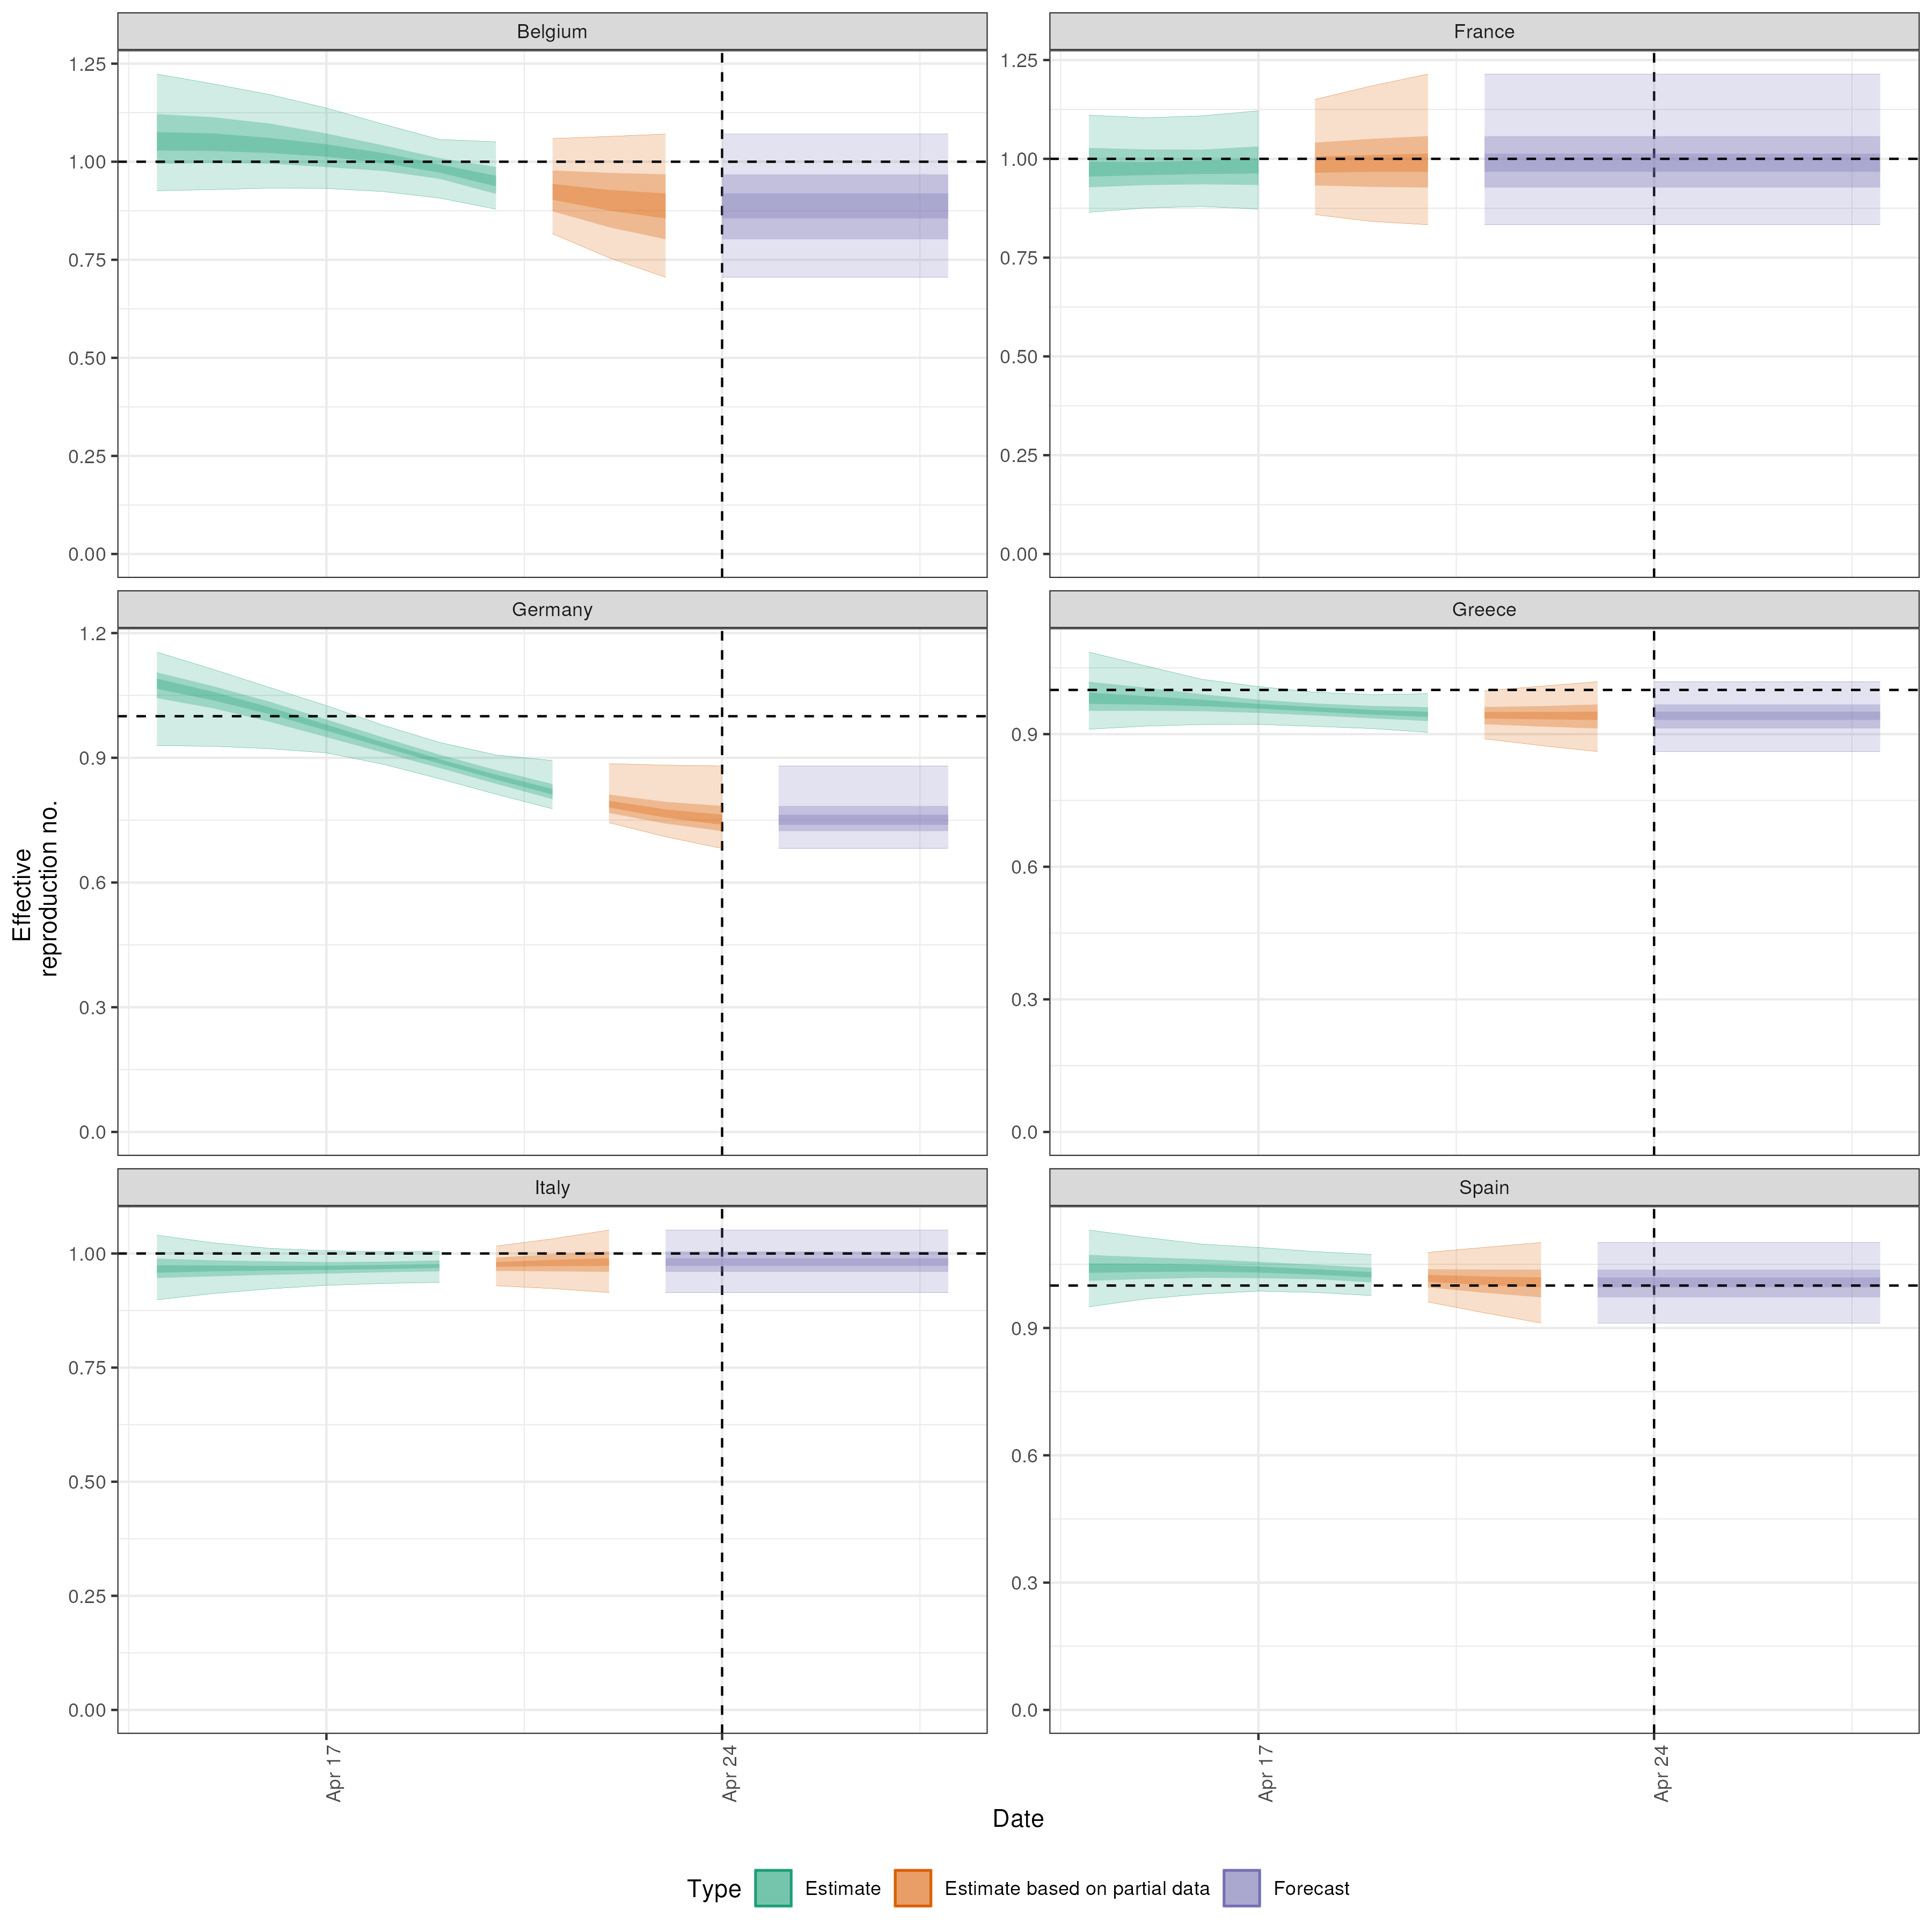 Belgium
France
1.25
1.00
0.75
0.50
0.25
0.00
1.25
1.00
0.75
0.50
0.25
0.00
Germany
Greece
1.2
0.9
0.6
0.3
0.0
0.9
0.6
0.3
0.0
Effective
reproduction no.
Italy
Spain
1.00
0.75
0.50
0.25
0.00
0.9
0.6
0.3
0.0
Apr 17
Apr 24
Apr 17
Apr 24
Date
Type Estimate Estimate based on partial data Forecast